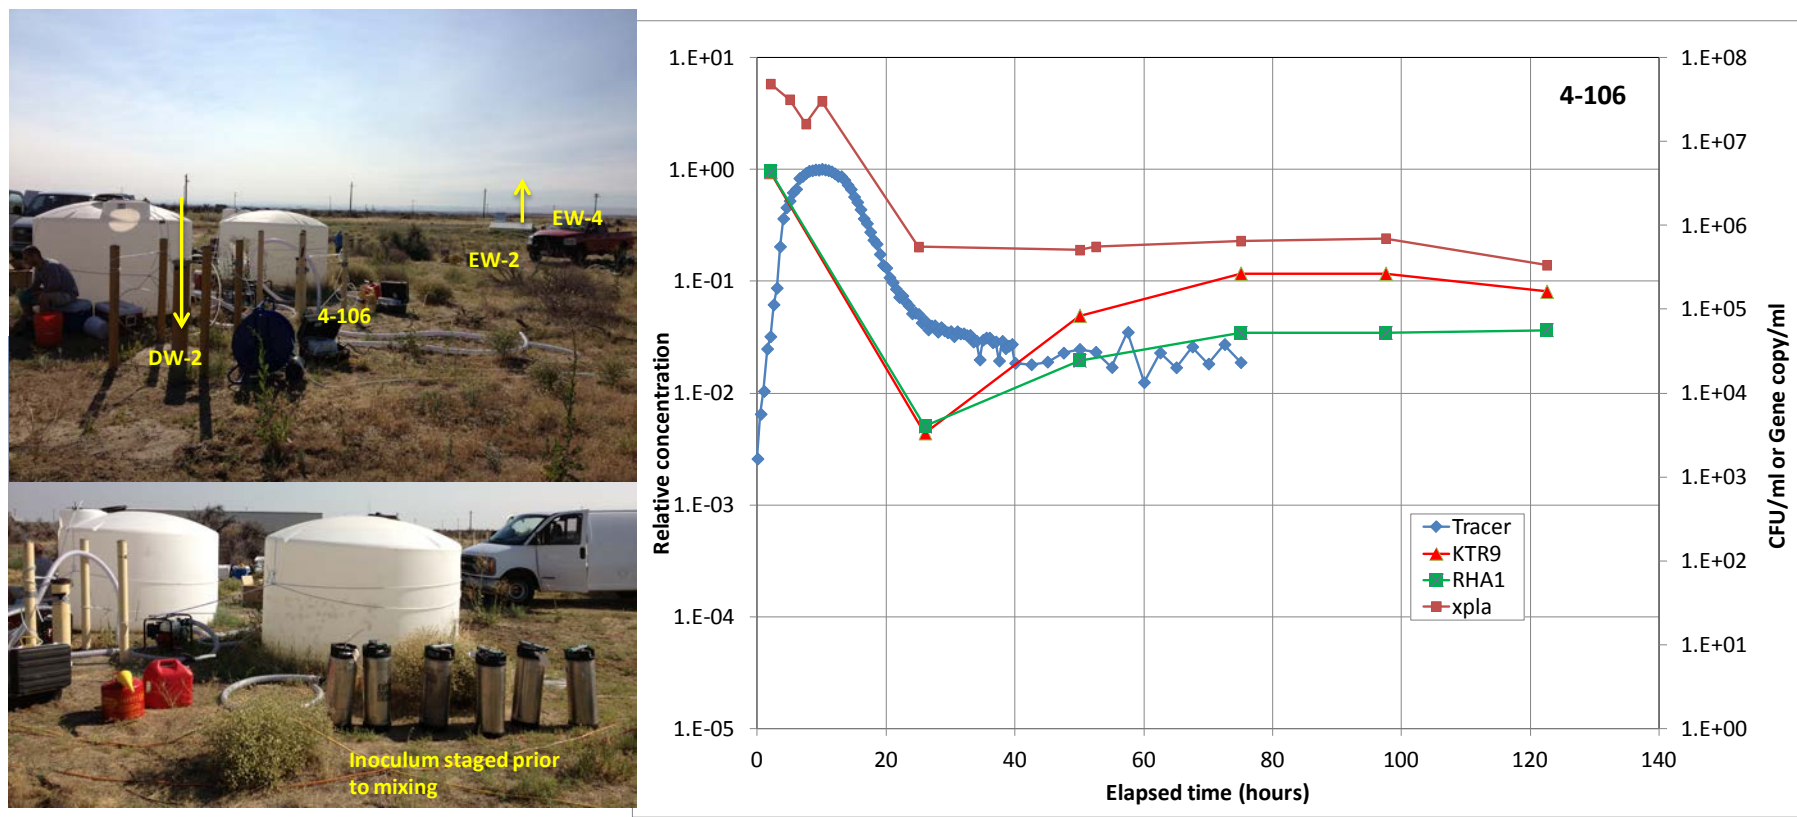 EW-4
EW-2
4-106
DW-2
Inoculum staged prior
to mixing
4-106
1.E+01
1.E+00
1.E-01
1.E-02
1.E-03
1.E-04
1.E-05
Relative concentration
1.E+08
1.E+07
1.E+06
1.E+05
1.E+04
1.E+03
1.E+02
1.E+01
1.E+00
CFU/ml or Gene copy/ml
Tracer
KTR9
RHA1
xpla
0 20 40 60 80 100 120 140
Elapsed time (hours)